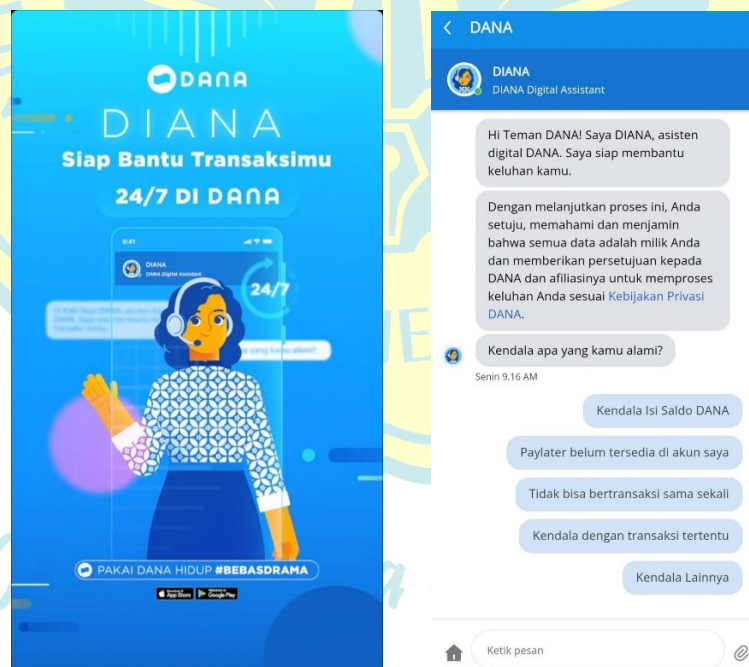 DANA
DIANA
Siap Bantu Transaksimu
24/7 DI DANA
9:41
DIANA
DIANA Digital Assistant
24/7
yang kamu alami?
PAKAI DANA HIDUP #BEBASDRAMA
App Store
Google Play
DANA
DIANA
DIANA Digital Assistant
Hi Teman DANA! Saya DIANA, asisten
digital DANA. Saya siap membantu
keluhan kamu.
Dengan melanjutkan proses ini, Anda
setuju, memahami dan menjamin
bahwa semua data adalah milik Anda
dan memberikan persetujuan kepada
DANA dan afiliasinya untuk memproses
keluhan Anda sesuai Kebijakan Privasi
DANA.
Kendala apa yang kamu alami?
Senin 9.16 AM
Kendala Isi Saldo DANA
Paylater belum tersedia di akun saya
Tidak bisa bertransaksi sama sekali
Kendala dengan transaksi tertentu
Kendala Lainnya
Ketik pesan